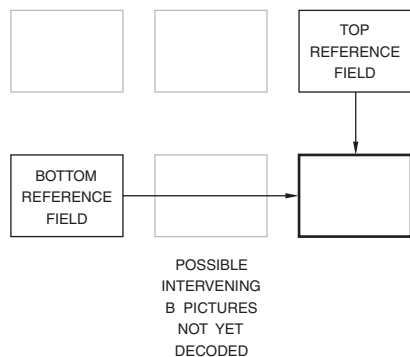 TOP
REFERENCE
FIELD
BOTTOM
REFERENCE
FIELD
POSSIBLE
INTERVENING
B PICTURES
NOT YET
DECODED